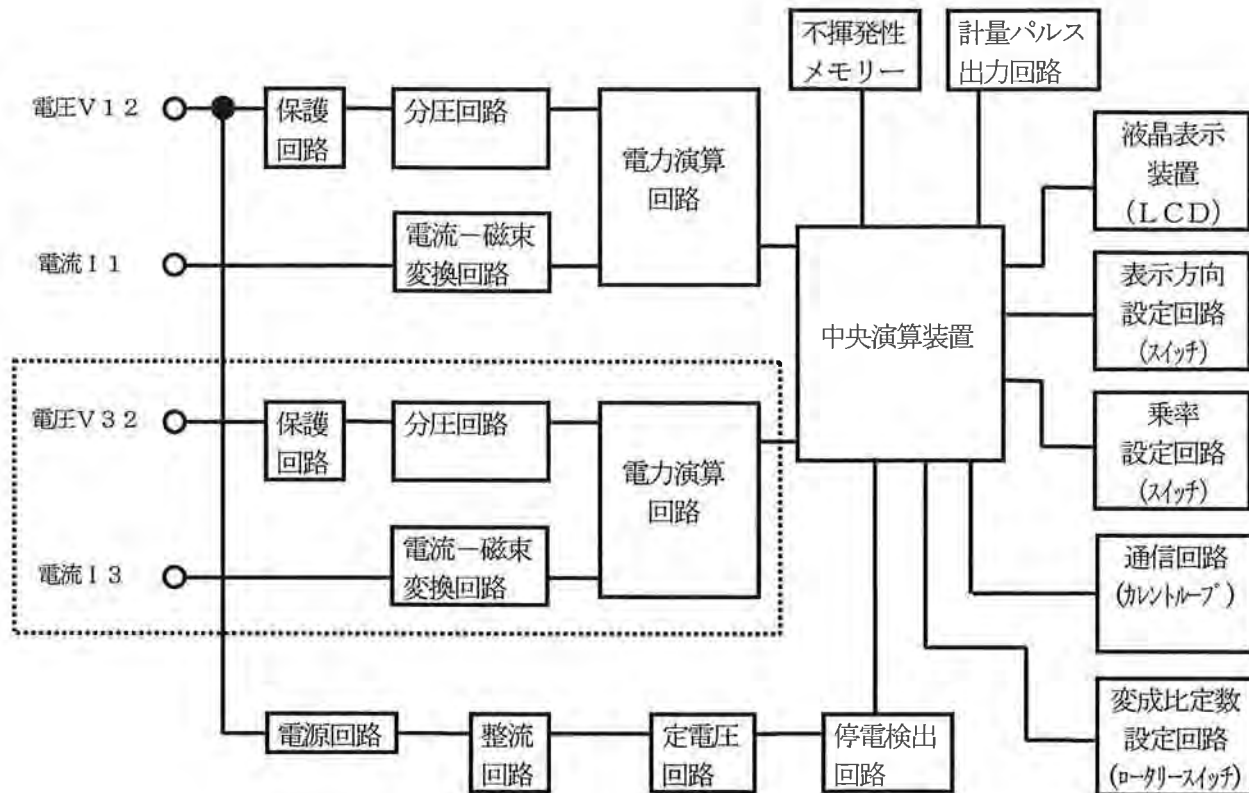 不揮発性
メモリー
計量パルス
出力回路
電圧V12
保護
回路
分圧回路
電力演算
回路
液晶表示
装置
(LCD)
電流I1
電流－磁束
変換回路
中央演算装置
表示方向
設定回路
(スイッチ)
電圧V32
保護
回路
分圧回路
電力演算
回路
乗率
設定回路
(スイッチ)
電流I3
電流－磁束
変換回路
通信回路
(カレントループ)
電源回路
整流
回路
定電圧
回路
停電検出
回路
変成比定数
設定回路
(ロータリースイッチ)